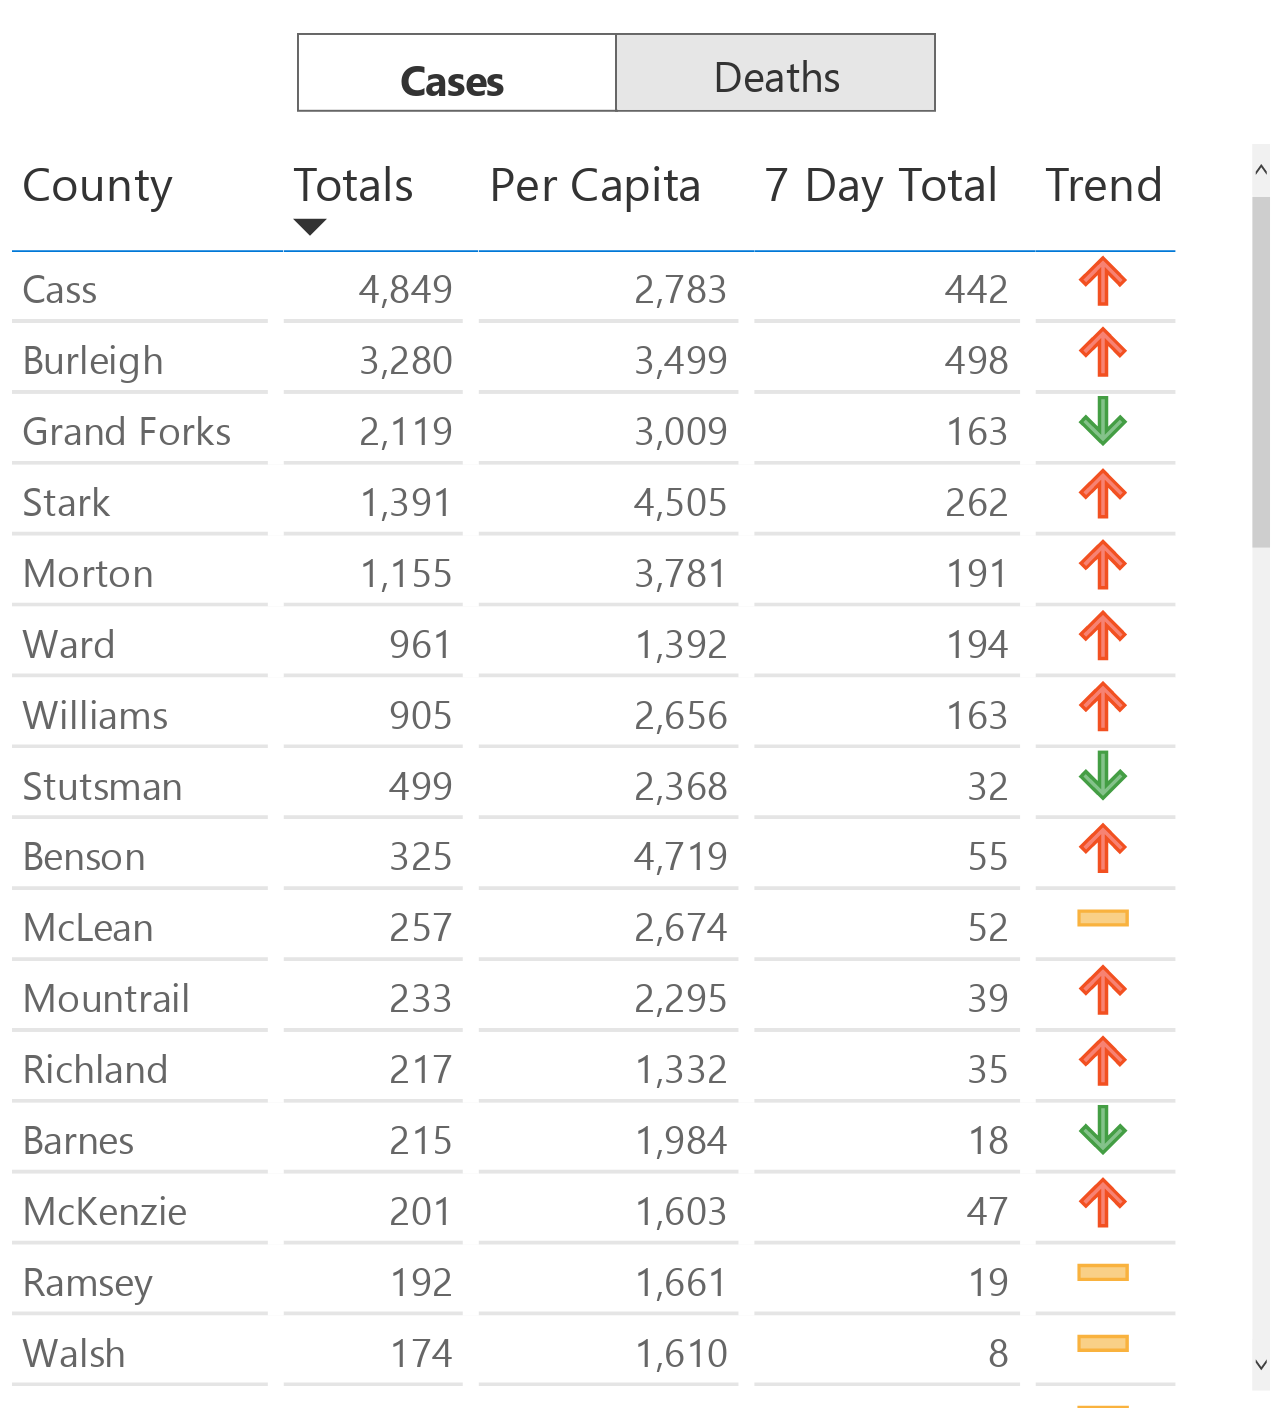 Cases Deaths
County Totals Per Capita 7 Day Total Trend
Cass 4,849 2,783 442
Burleigh 3,280 3,499 498
Grand Forks 2,119 3,009 163
Stark 1,391 4,505 262
Morton 1,155 3,781 191
Ward 961 1,392 194
Williams 905 2,656 163
Stutsman 499 2,368 32
Benson 325 4,719 55
McLean 257 2,674 52
Mountrail 233 2,295 39
Richland 217 1,332 35
Barnes 215 1,984 18
McKenzie 201 1,603 47
Ramsey 192 1,661 19
Walsh 174 1,610 8